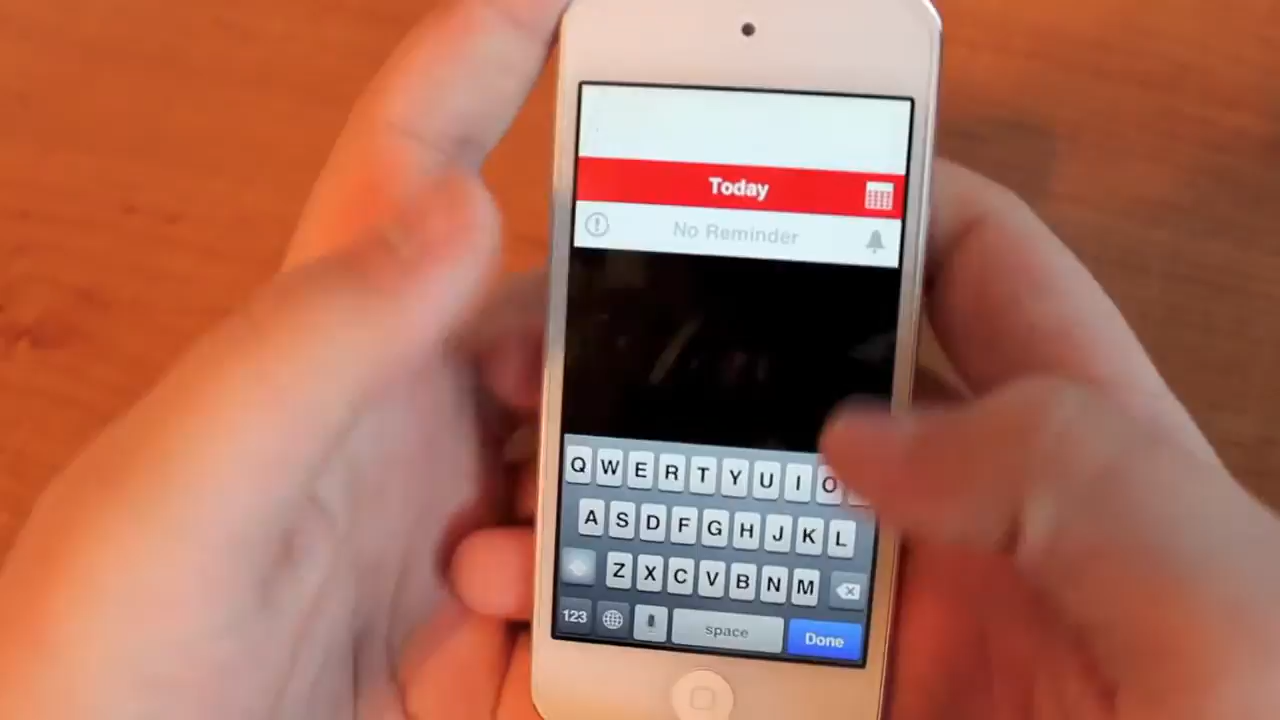 Today
No Reminder
Q W E R T Y U I O
A S D F G H J K L
Z X C V B N M
123 space Done